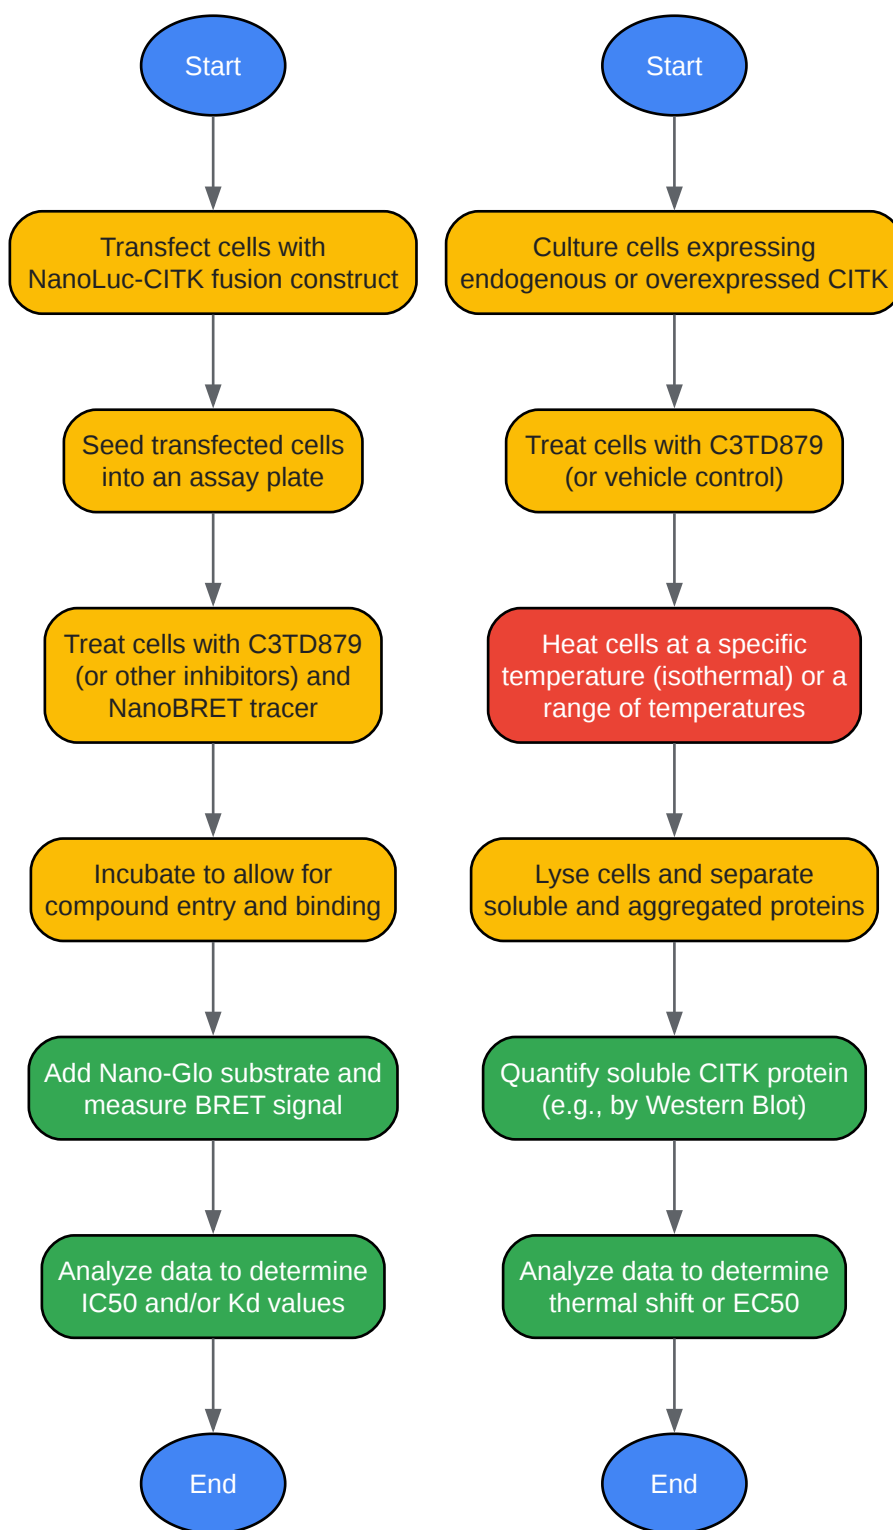 Start
Transfect cells with
NanoLuc-CITK fusion construct
Seed transfected cells
into an assay plate
Treat cells with C3TD879
(or other inhibitors) and
NanoBRET tracer
Incubate to allow for
compound entry and binding
Add Nano-Glo substrate and
measure BRET signal
Analyze data to determine
IC50 and/or Kd values
End
Start
Culture cells expressing
endogenous or overexpressed CITK
Treat cells with C3TD879
(or vehicle control)
Heat cells at a specific
temperature (isothermal) or a
range of temperatures
Lyse cells and separate
soluble and aggregated proteins
Quantify soluble CITK protein
(e.g., by Western Blot)
Analyze data to determine
thermal shift or EC50
End